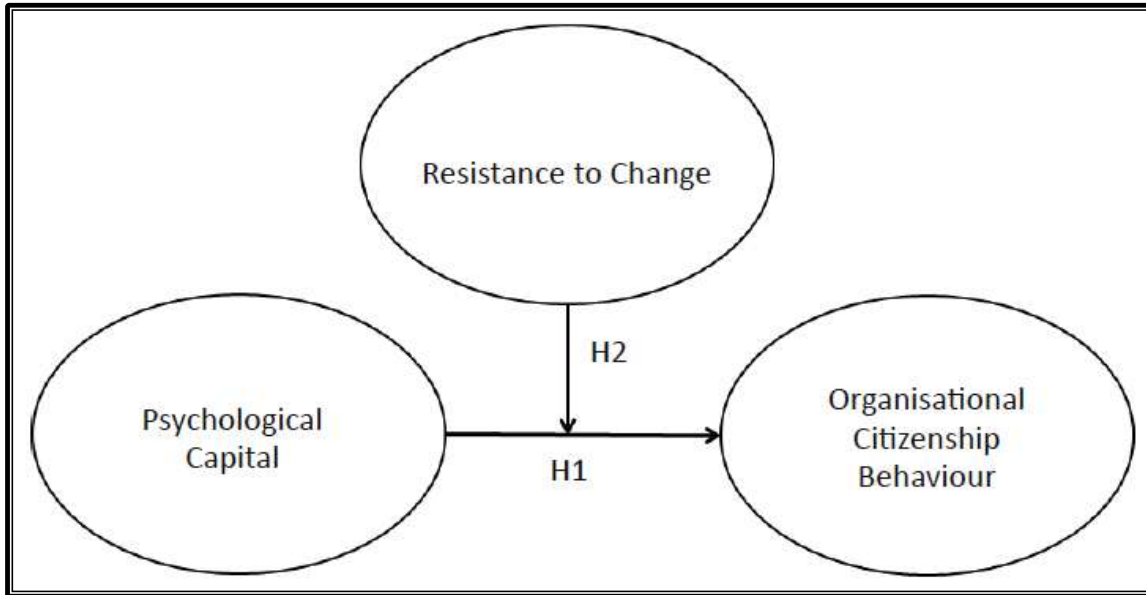 Resistance to Change
H2
Psychological
Capital
H1
Organisational
Citizenship
Behaviour